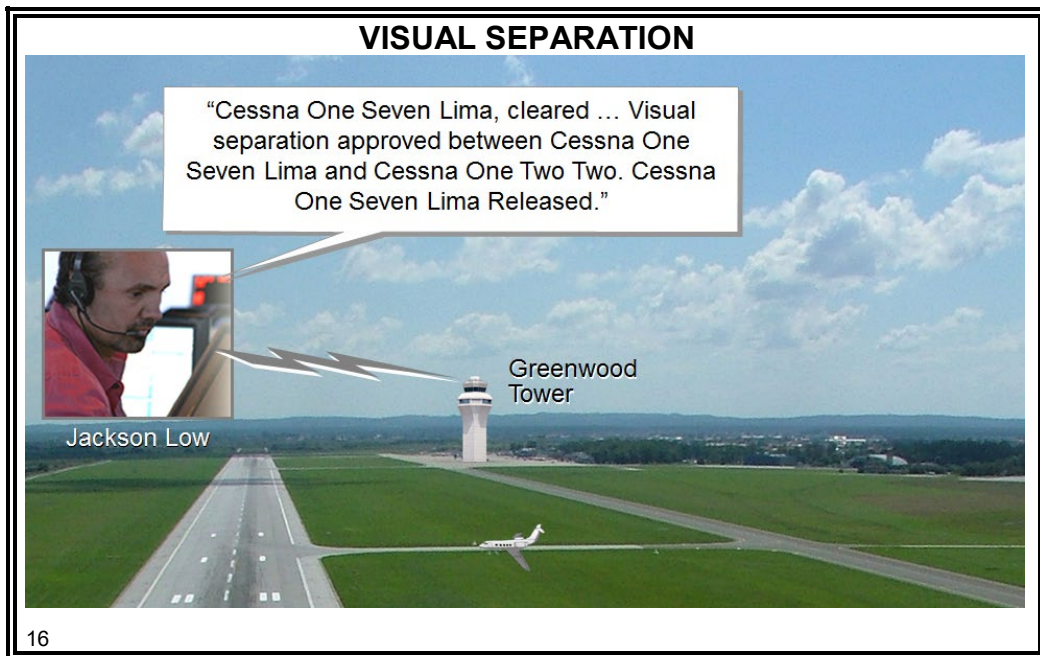 VISUAL SEPARATION
“Cessna One Seven Lima, cleared … Visual
separation approved between Cessna One
Seven Lima and Cessna One Two Two. Cessna
One Seven Lima Released.”
Greenwood
Tower
Jackson Low
16